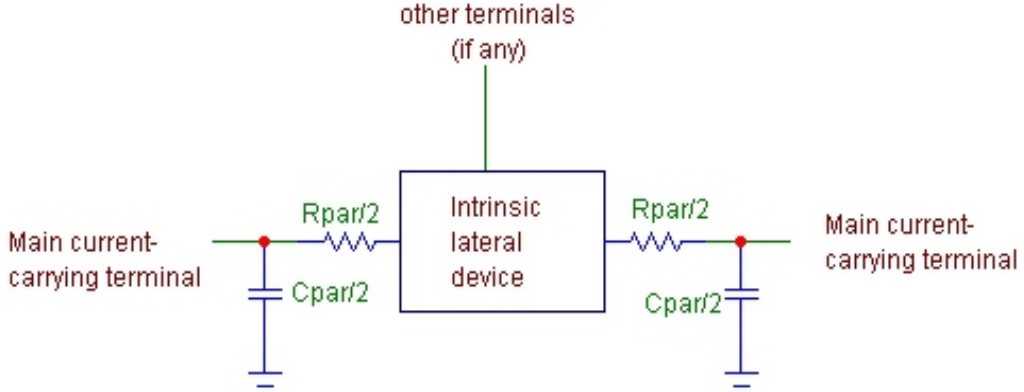 other terminals
(if any)
Rpar/2
Intrinsic
lateral
device
Rpar/2
Main current-
carrying terminal
Main current-
carrying terminal
Cpar/2
Cpar/2